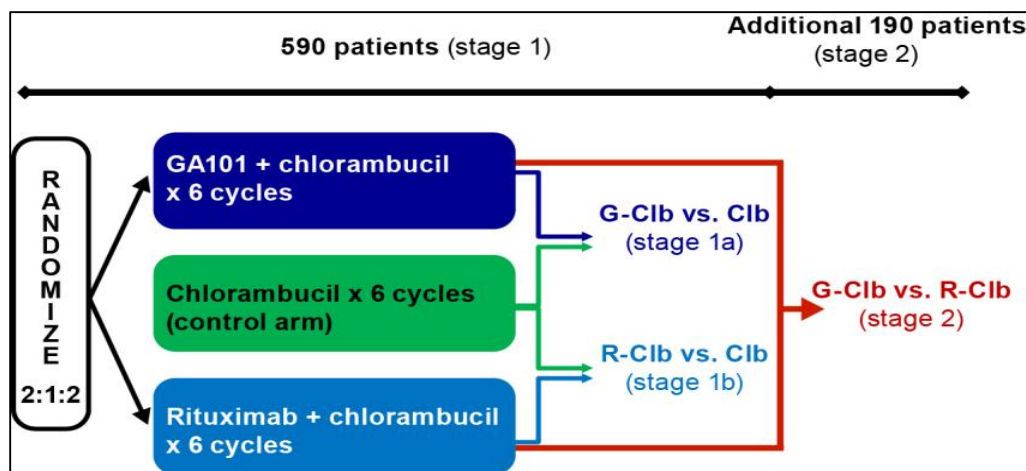 590 patients (stage 1)
Additional 190 patients
(stage 2)
RANDOMIZE
2:1:2
GA101 + chlorambucil
x 6 cycles
Chlorambucil x 6 cycles
(control arm)
Rituximab + chlorambucil
x 6 cycles
G-Clb vs. Clb
(stage 1a)
R-Clb vs. Clb
(stage 1b)
G-Clb vs. R-Clb
(stage 2)